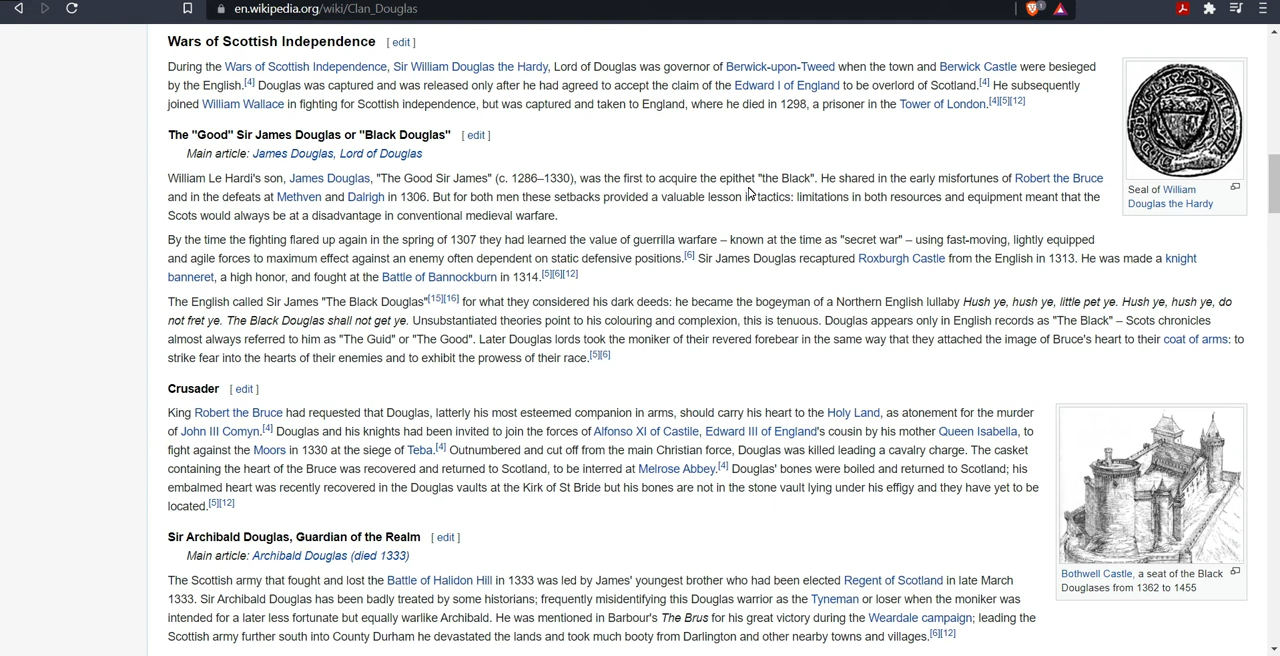 en.wikipedia.org/wiki/Clan_Douglas
1
Wars of Scottish Independence [ edit ]
During the Wars of Scottish Independence, Sir William Douglas the Hardy, Lord of Douglas was governor of Berwick-upon-Tweed when the town and Berwick Castle were besieged
by the English.[4] Douglas was captured and was released only after he had agreed to accept the claim of the Edward I of England to be overlord of Scotland.[4] He subsequently
joined William Wallace in fighting for Scottish independence, but was captured and taken to England, where he died in 1298, a prisoner in the Tower of London.[4][5][12]
Seal of William
Douglas the Hardy
The "Good" Sir James Douglas or "Black Douglas" [ edit ]
Main article: James Douglas, Lord of Douglas
William Le Hardi's son, James Douglas, "The Good Sir James" (c. 1286–1330), was the first to acquire the epithet "the Black". He shared in the early misfortunes of Robert the Bruce
and in the defeats at Methven and Dalrigh in 1306. But for both men these setbacks provided a valuable lesson in tactics: limitations in both resources and equipment meant that the
Scots would always be at a disadvantage in conventional medieval warfare.
By the time the fighting flared up again in the spring of 1307 they had learned the value of guerrilla warfare – known at the time as "secret war" – using fast-moving, lightly equipped
and agile forces to maximum effect against an enemy often dependent on static defensive positions.[6] Sir James Douglas recaptured Roxburgh Castle from the English in 1313. He was made a knight
banneret, a high honor, and fought at the Battle of Bannockburn in 1314.[5][6][12]
The English called Sir James "The Black Douglas"[15][16] for what they considered his dark deeds: he became the bogeyman of a Northern English lullaby Hush ye, hush ye, little pet ye. Hush ye, hush ye, do
not fret ye. The Black Douglas shall not get ye. Unsubstantiated theories point to his colouring and complexion, this is tenuous. Douglas appears only in English records as "The Black" – Scots chronicles
almost always referred to him as "The Guid" or "The Good". Later Douglas lords took the moniker of their revered forebear in the same way that they attached the image of Bruce's heart to their coat of arms: to
strike fear into the hearts of their enemies and to exhibit the prowess of their race.[5][6]
Crusader [ edit ]
King Robert the Bruce had requested that Douglas, latterly his most esteemed companion in arms, should carry his heart to the Holy Land, as atonement for the murder
of John III Comyn.[4] Douglas and his knights had been invited to join the forces of Alfonso XI of Castile, Edward III of England's cousin by his mother Queen Isabella, to
fight against the Moors in 1330 at the siege of Teba.[4] Outnumbered and cut off from the main Christian force, Douglas was killed leading a cavalry charge. The casket
containing the heart of the Bruce was recovered and returned to Scotland, to be interred at Melrose Abbey.[4] Douglas' bones were boiled and returned to Scotland; his
embalmed heart was recently recovered in the Douglas vaults at the Kirk of St Bride but his bones are not in the stone vault lying under his effigy and they have yet to be
located.[5][12]
Bothwell Castle, a seat of the Black
Douglases from 1362 to 1455
Sir Archibald Douglas, Guardian of the Realm [ edit ]
Main article: Archibald Douglas (died 1333)
The Scottish army that fought and lost the Battle of Halidon Hill in 1333 was led by James' youngest brother who had been elected Regent of Scotland in late March
1333. Sir Archibald Douglas has been badly treated by some historians; frequently misidentifying this Douglas warrior as the Tyneman or loser when the moniker was
intended for a later less fortunate but equally warlike Archibald. He was mentioned in Barbour's The Brus for his great victory during the Weardale campaign; leading the
Scottish army further south into County Durham he devastated the lands and took much booty from Darlington and other nearby towns and villages.[6][12]